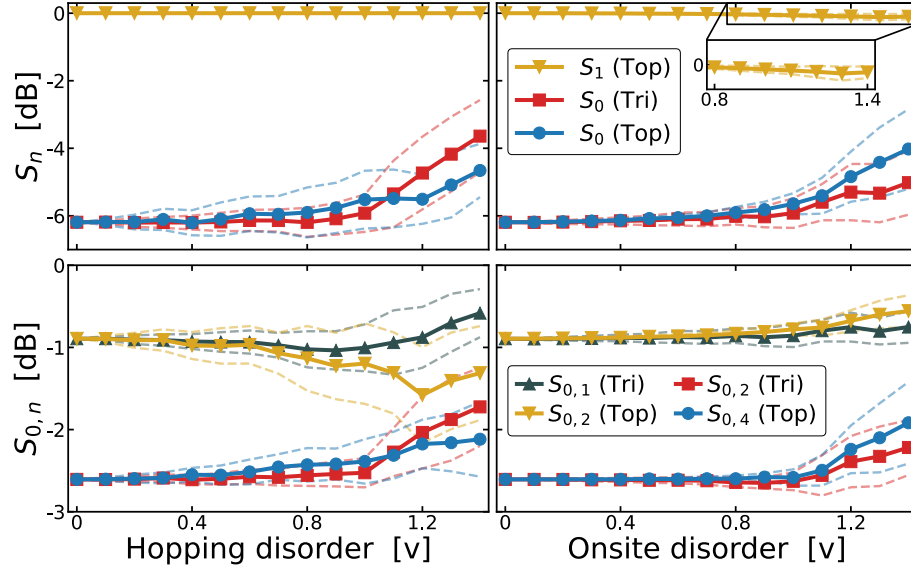 0
-2
-4
-6
S_n [dB]
S_1 (Top)
S_0 (Tri)
S_0 (Top)
0
0.8
1.4
0
-1
-2
-3
S_{0,n} [dB]
S_{0,1} (Tri)
S_{0,2} (Top)
S_{0,2} (Tri)
S_{0,4} (Top)
0
0.4
0.8
1.2
0
0.4
0.8
1.2
Hopping disorder [v]
Onsite disorder [v]